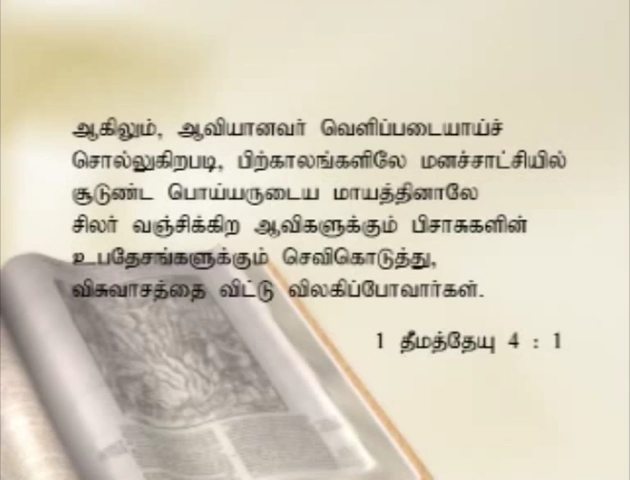 ஆகிலும், ஆவியானவர் வெளிப்படையாய்ச்
சொல்லுகிறபடி, பிற்காலங்களிலே மனச்சாட்சியில்
சூடுண்ட பொய்யருடைய மாயத்தினாலே
சிலர் வஞ்சிக்கிற ஆவிகளுக்கும் பிசாசுகளின்
உபதேசங்களுக்கும் செவிகொடுத்து,
விசுவாசத்தை விட்டு விலகிப்போவார்கள்.
1 தீமத்தேயு 4 : 1